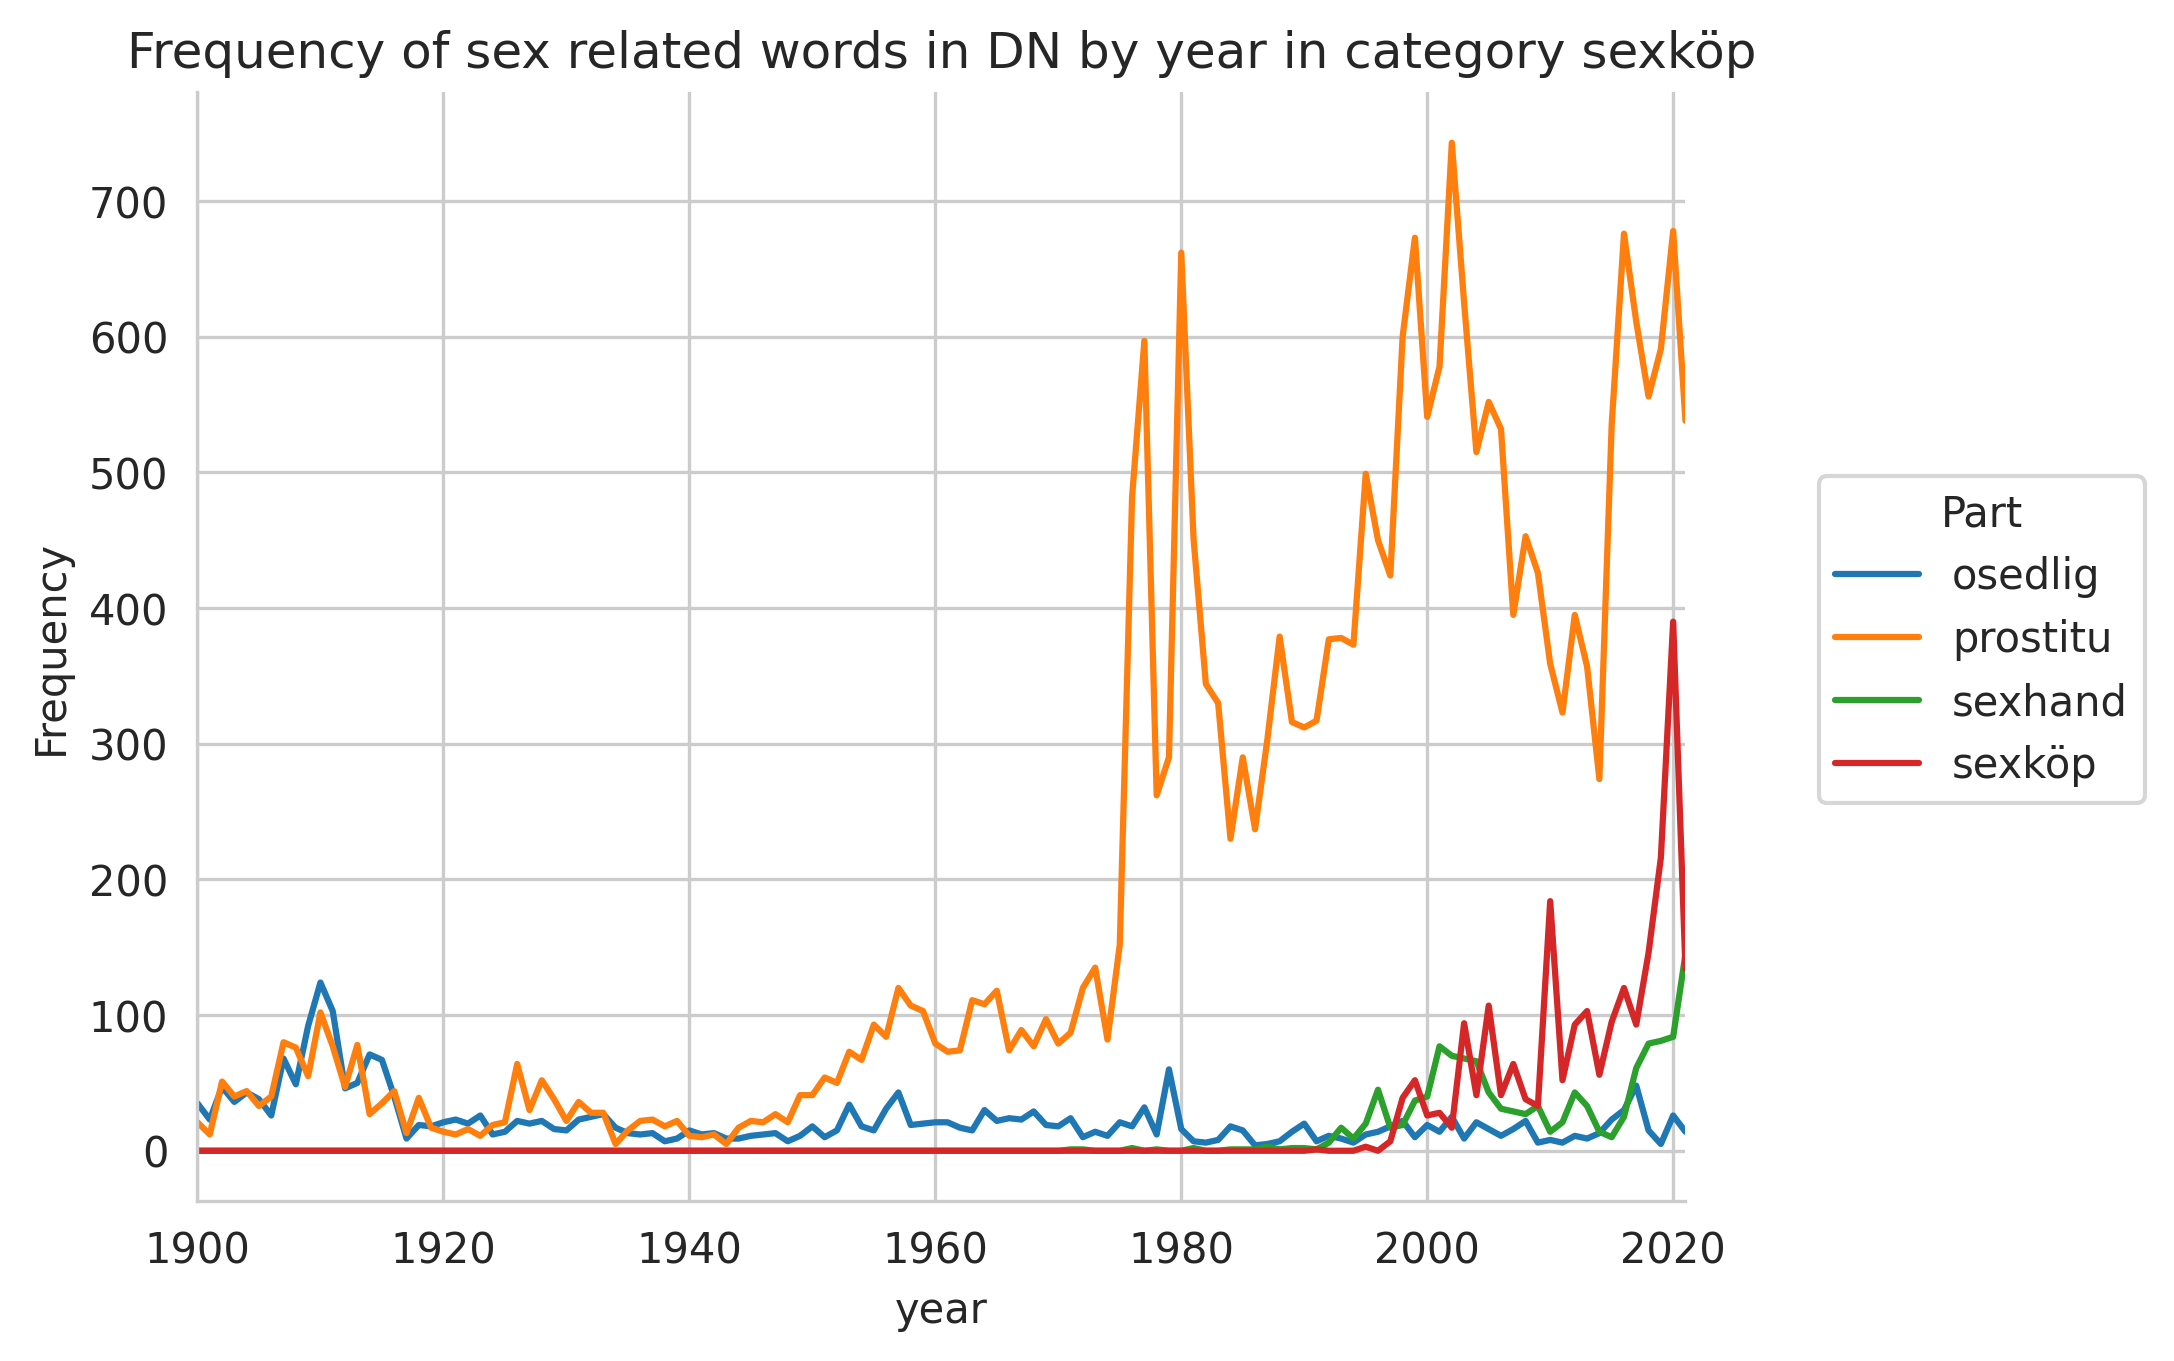 Frequency of sex related words in DN by year in category sexköp
700
600
500
400
300
200
100
0
Frequency
1900 1920 1940 1960 1980 2000 2020
year
Part
osedlig
prostitu
sexhand
sexköp